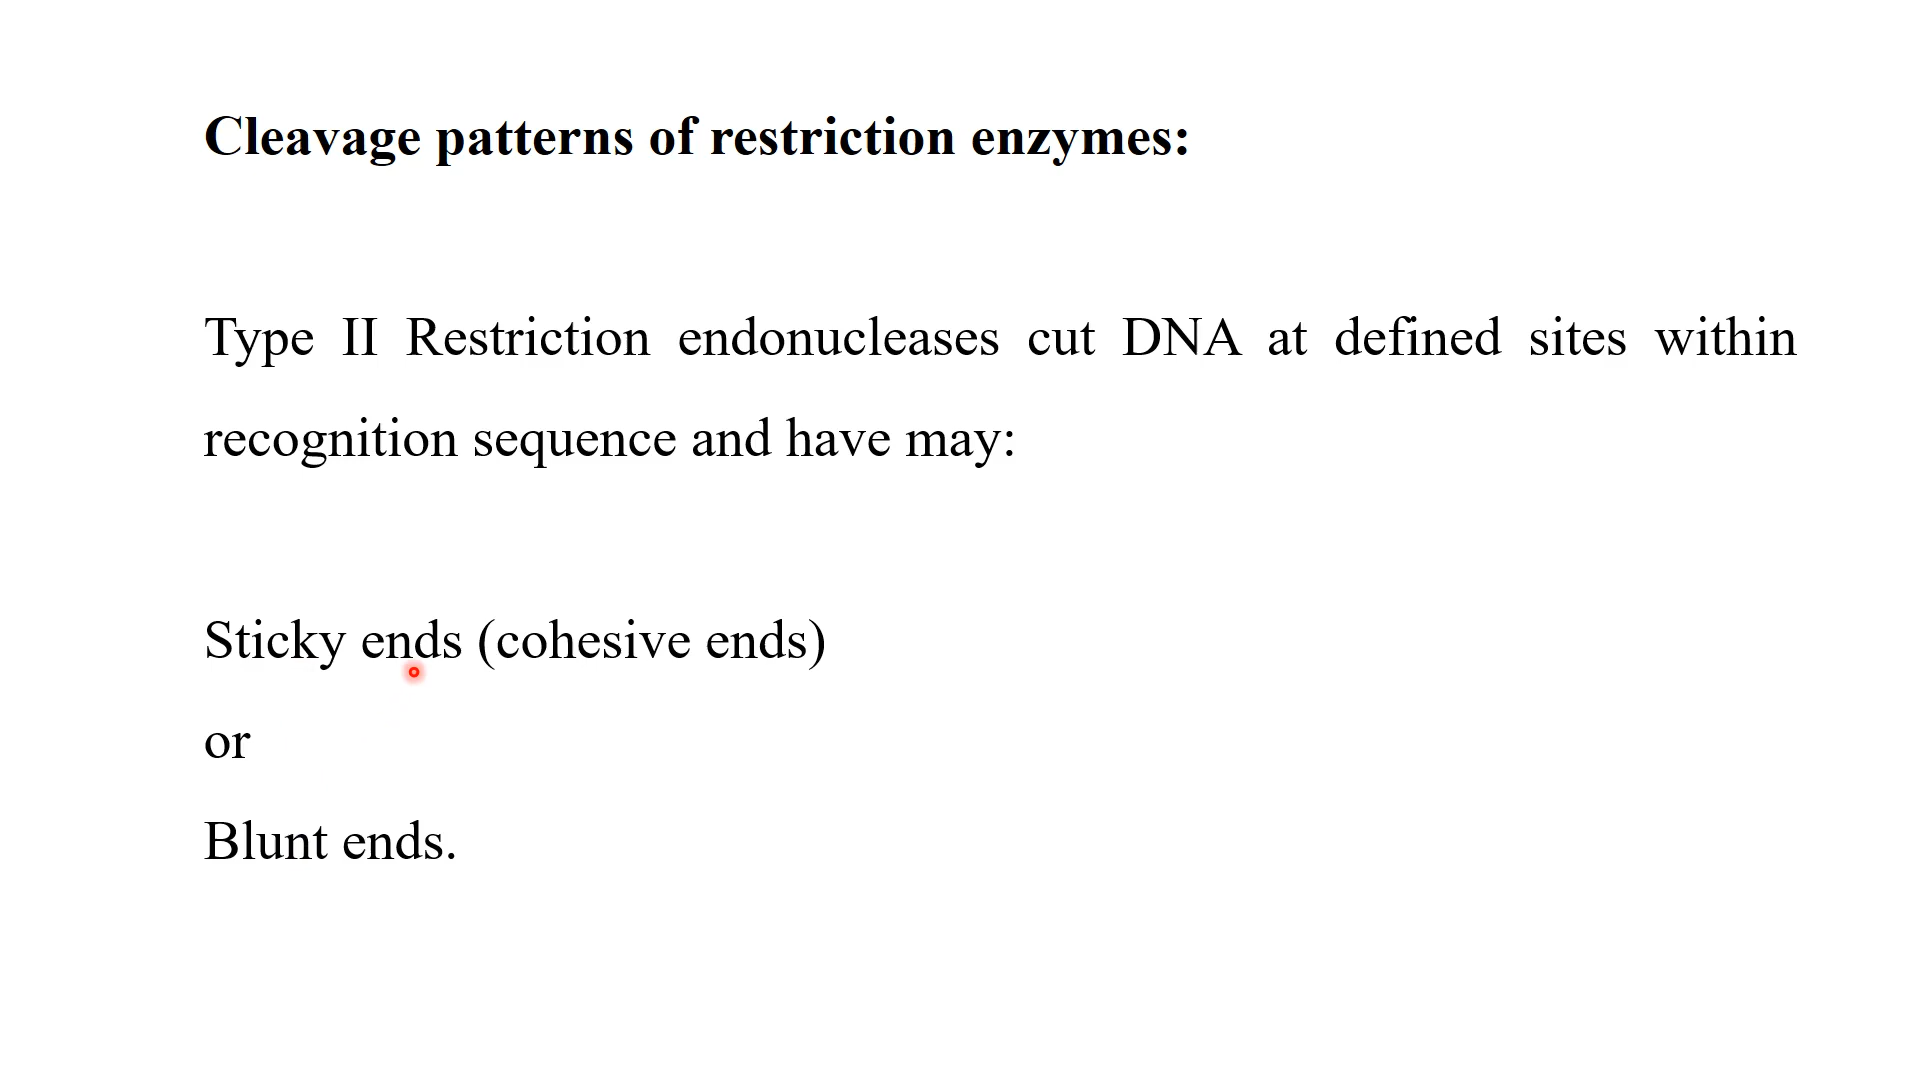 Cleavage patterns of restriction enzymes:
Type II Restriction endonucleases cut DNA at defined sites within
recognition sequence and have may:
Sticky ends (cohesive ends)
or
Blunt ends.